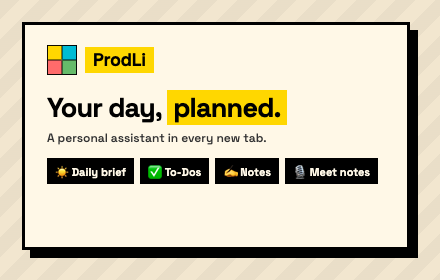 ProdLi
Your day, planned.
A personal assistant in every new tab.
☀️ Daily brief ✅ To-Dos ✍️ Notes 🎙️ Meet notes